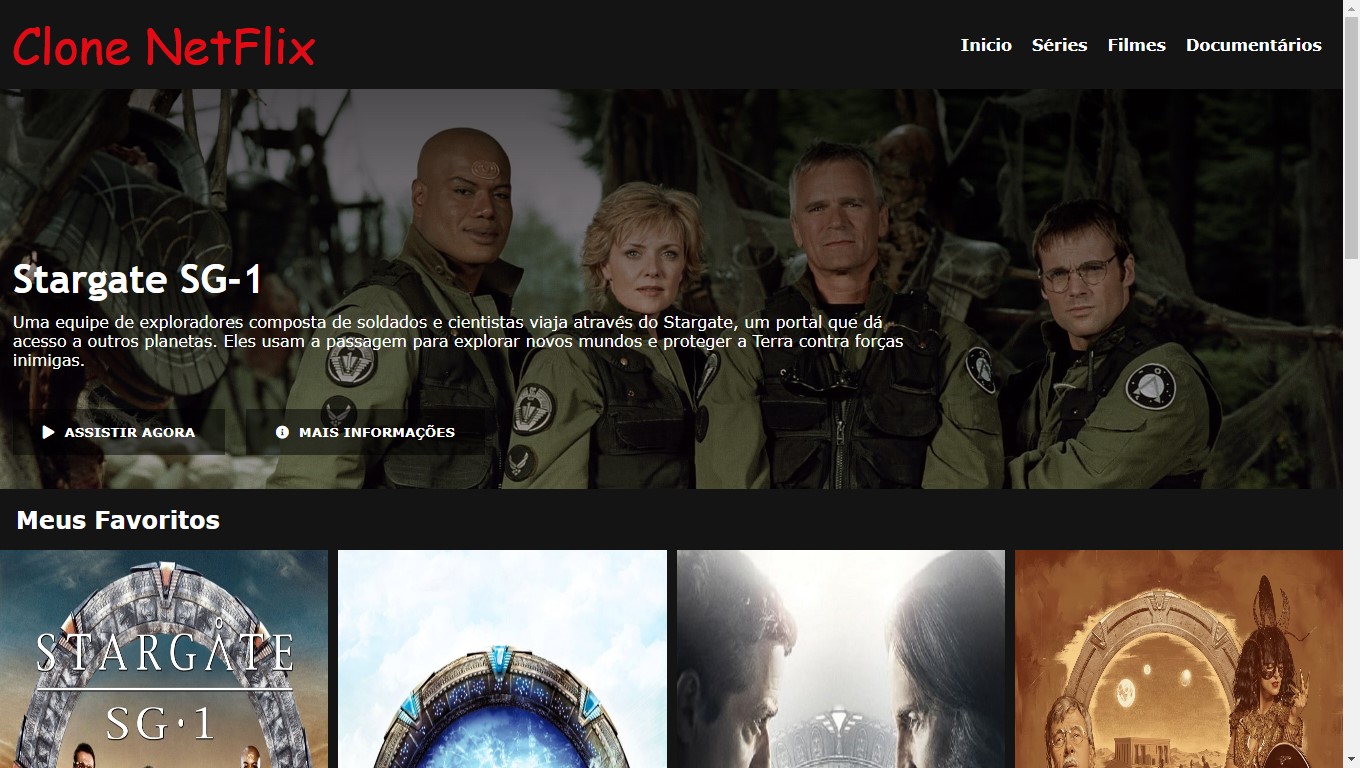 Clone NetFlix
Inicio Séries Filmes Documentários
Stargate SG-1
Uma equipe de exploradores composta de soldados e cientistas viaja através do Stargate, um portal que dá
acesso a outros planetas. Eles usam a passagem para explorar novos mundos e proteger a Terra contra forças
inimigas.
ASSISTIR AGORA MAIS INFORMAÇÕES
Meus Favoritos
STARGÅTE
SG·1